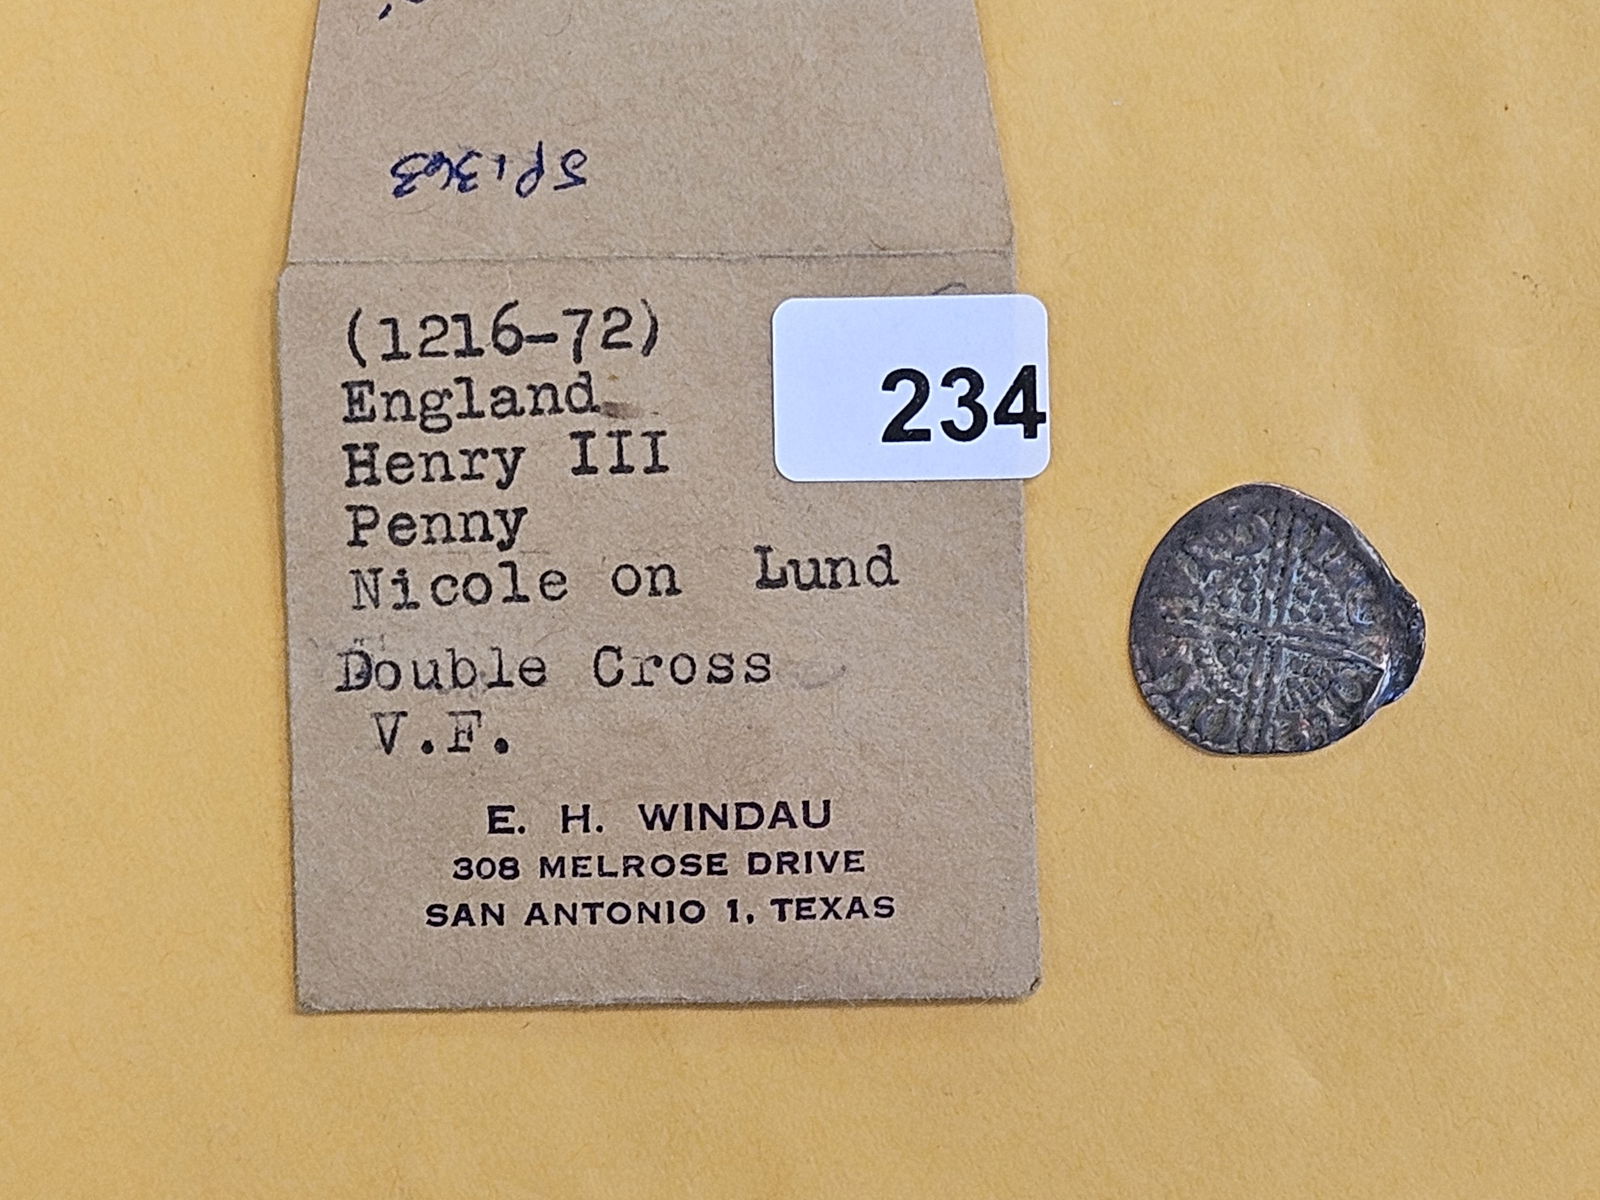 SP1363
(1216-72)
England
Henry III
Penny
Nicole on Lund
Double Cross
V.F.
234
E. H. WINDAU
308 MELROSE DRIVE
SAN ANTONIO 1, TEXAS